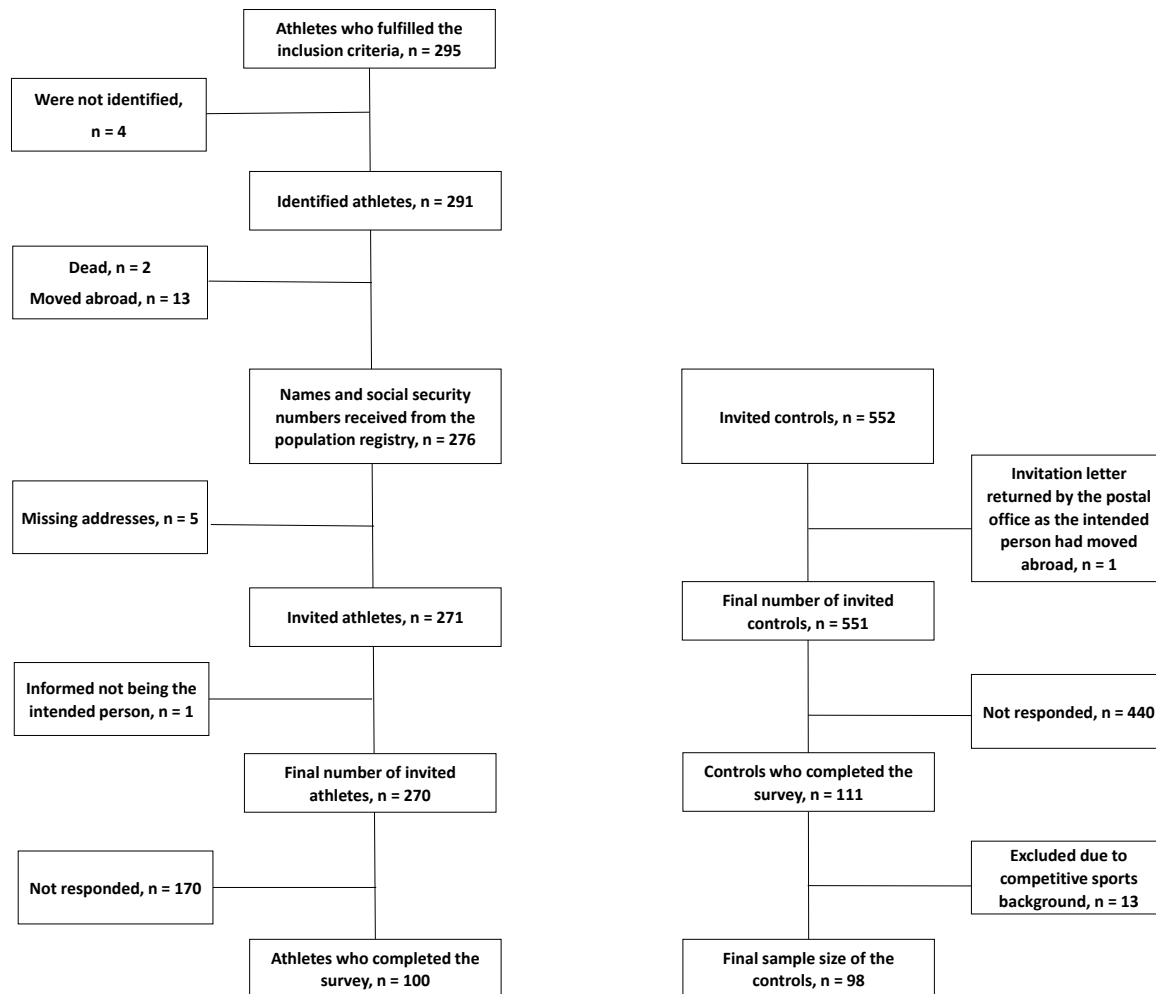 Athletes who fulfilled the
inclusion criteria, n = 295
Were not identified,
n = 4
Identified athletes, n = 291
Dead, n = 2
Moved abroad, n = 13
Names and social security
numbers received from the
population registry, n = 276
Missing addresses, n = 5
Invited athletes, n = 271
Informed not being the
intended person, n = 1
Final number of invited
athletes, n = 270
Not responded, n = 170
Athletes who completed the
survey, n = 100
Invited controls, n = 552
Invitation letter
returned by the postal
office as the intended
person had moved
abroad, n = 1
Final number of invited
controls, n = 551
Not responded, n = 440
Controls who completed the
survey, n = 111
Excluded due to
competitive sports
background, n = 13
Final sample size of the
controls, n = 98